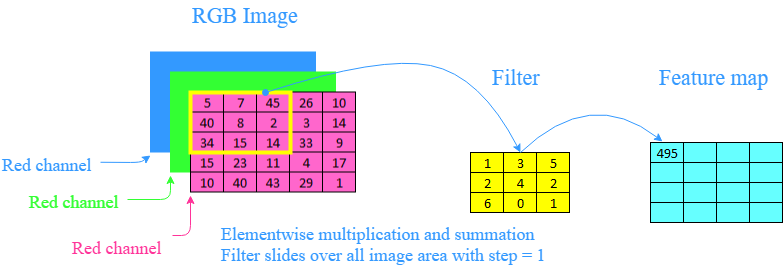 RGB Image
Filter
Feature map
5 7 45 26 10
40 8 2 3 14
34 15 14 33 9
15 23 11 4 17
10 40 43 29 1
1 3 5
2 4 2
6 0 1
495
Red channel
Red channel
Red channel
Elementwise multiplication and summation
Filter slides over all image area with step = 1